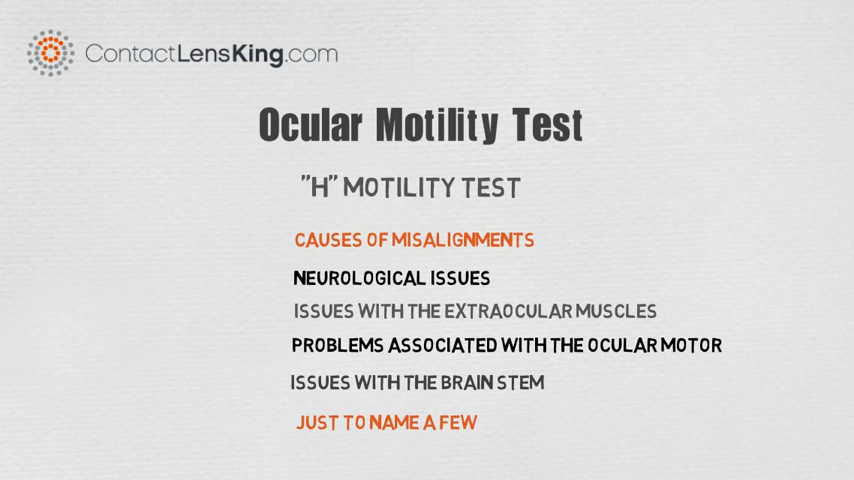 ContactLensKing.com
Ocular Motility Test
"H" MOTILITY TEST
CAUSES OF MISALIGNMENTS
NEUROLOGICAL ISSUES
ISSUES WITH THE EXTRAOCULAR MUSCLES
PROBLEMS ASSOCIATED WITH THE OCULAR MOTOR
ISSUES WITH THE BRAIN STEM
JUST TO NAME A FEW